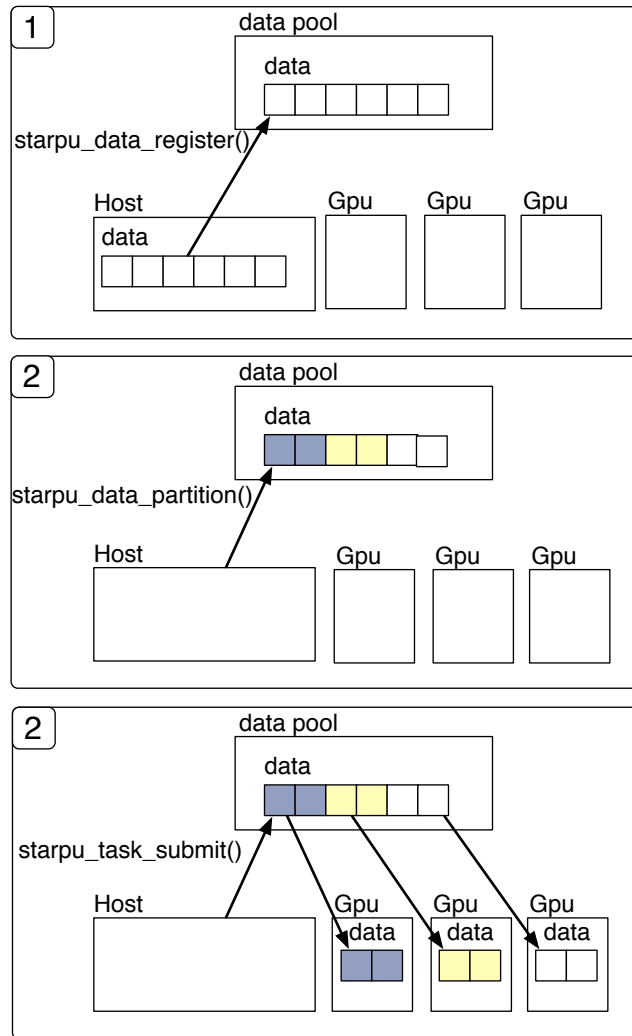 1
data pool
data
starpu_data_register()
Host
Gpu
Gpu
Gpu
data
2
data pool
data
starpu_data_partition()
Host
Gpu
Gpu
Gpu
2
data pool
data
starpu_task_submit()
Host
Gpu
Gpu
Gpu
data
data
data